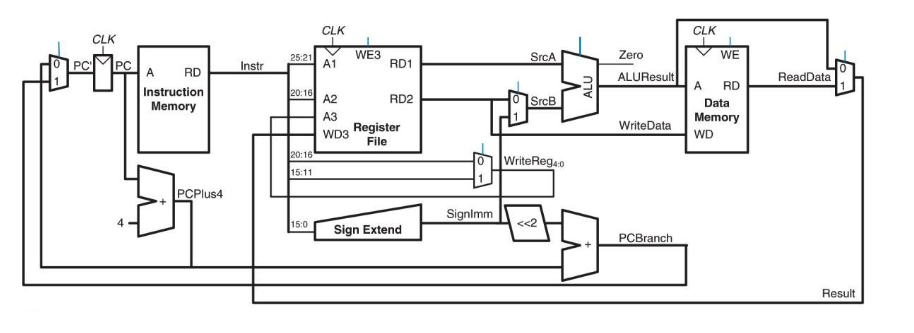 CLK
CLK
CLK
0
1
PC'
PC
A
RD
Instruction
Memory
Instr
25:21
20:16
A1
A2
A3
WD3
WE3
RD1
RD2
Register
File
0
1
SrcA
SrcB
ALU
Zero
ALUResult
WriteData
WE
A
RD
Data
Memory
WD
ReadData
0
1
20:16
15:11
0
1
WriteReg4:0
4
+
PCPlus4
15:0
Sign Extend
SignImm
<<2
+
PCBranch
Result